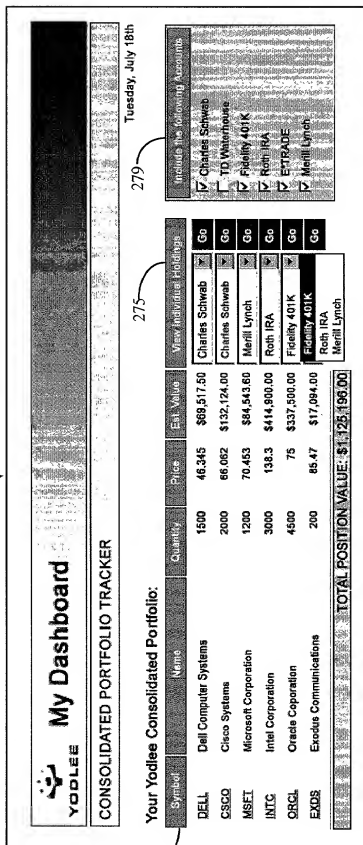 YODLEE My Dashboard
CONSOLIDATED PORTFOLIO TRACKER
Tuesday, July 18th
Your Yodlee Consolidated Portfolio:
275
279
Symbol Name Quantity Price Est. Value View Individual Holdings Include the following Accounts
DELL Dell Computer Systems 1500 46.345 $69,517.50 Charles Schwab Go
CSCO Cisco Systems 2000 66.062 $132,124.00 Charles Schwab Go
MSFT Microsoft Corporation 1200 70.453 $84,543.60 Merill Lynch Go
INTC Intel Corporation 3000 138.3 $414,900.00 Roth IRA Go
ORCL Oracle Coporation 4500 75 $337,500.00 Fidelity 401K Go
EXDS Exodus Communications 200 85.47 $17,094.00 Fidelity 401K Go
Roth IRA
Merill Lynch
TOTAL POSITION VALUE: $1,125,196.00
Charles Schwab
TD Waterhouse
Fidelity 401K
Roth IRA
E*TRADE
Merill Lynch